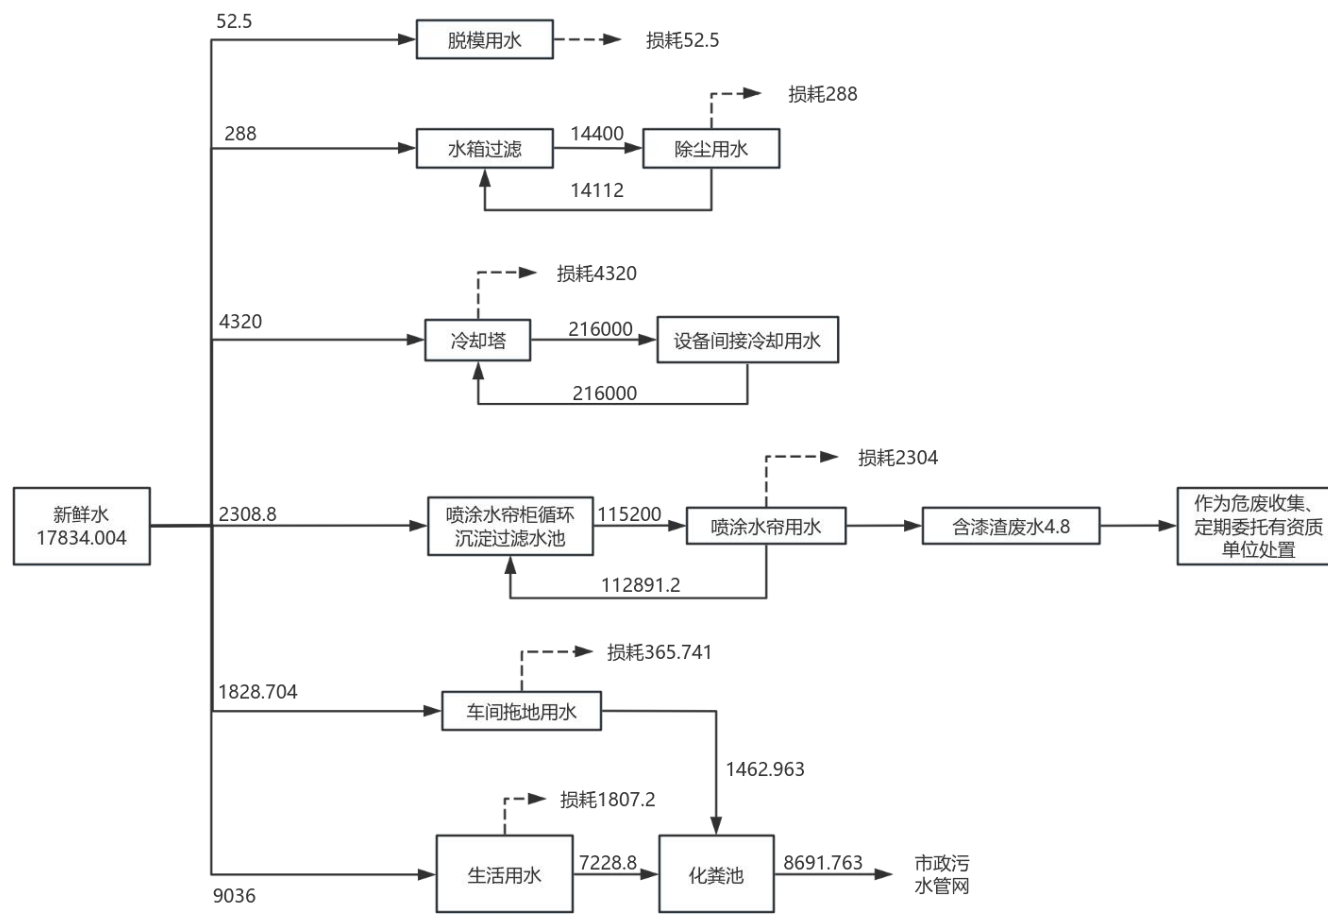 52.5
脱模用水
损耗52.5
损耗288
288
水箱过滤
14400
除尘用水
14112
损耗4320
4320
冷却塔
216000
设备间接冷却用水
216000
损耗2304
新鲜水
17834.004
2308.8
喷涂水帘柜循环
沉淀过滤水池
115200
喷涂水帘用水
含漆渣废水4.8
作为危废收集、
定期委托有资质
单位处置
112891.2
损耗365.741
1828.704
车间拖地用水
1462.963
损耗1807.2
9036
生活用水
7228.8
化粪池
8691.763
市政污
水管网